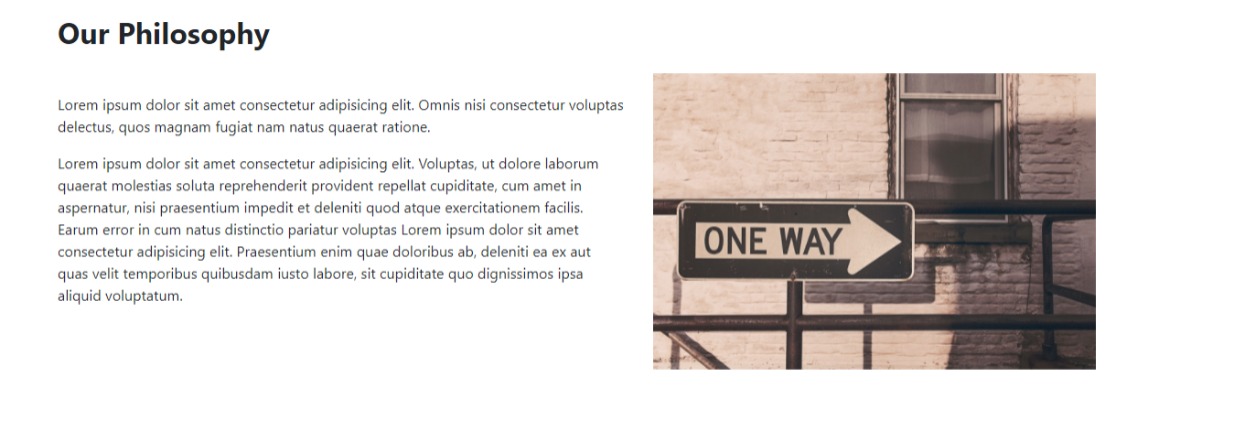 Our Philosophy
Lorem ipsum dolor sit amet consectetur adipisicing elit. Omnis nisi consectetur voluptas
delectus, quos magnam fugiat nam natus quaerat ratione.
Lorem ipsum dolor sit amet consectetur adipisicing elit. Voluptas, ut dolore laborum
quaerat molestias soluta reprehenderit provident repellat cupiditate, cum amet in
aspernatur, nisi praesentium impedit et deleniti quod atque exercitationem facilis.
Earum error in cum natus distinctio pariatur voluptas Lorem ipsum dolor sit amet
consectetur adipisicing elit. Praesentium enim quae doloribus ab, deleniti ea ex aut
quas velit temporibus quibusdam iusto labore, sit cupiditate quo dignissimos ipsa
aliquid voluptatum.
ONE WAY